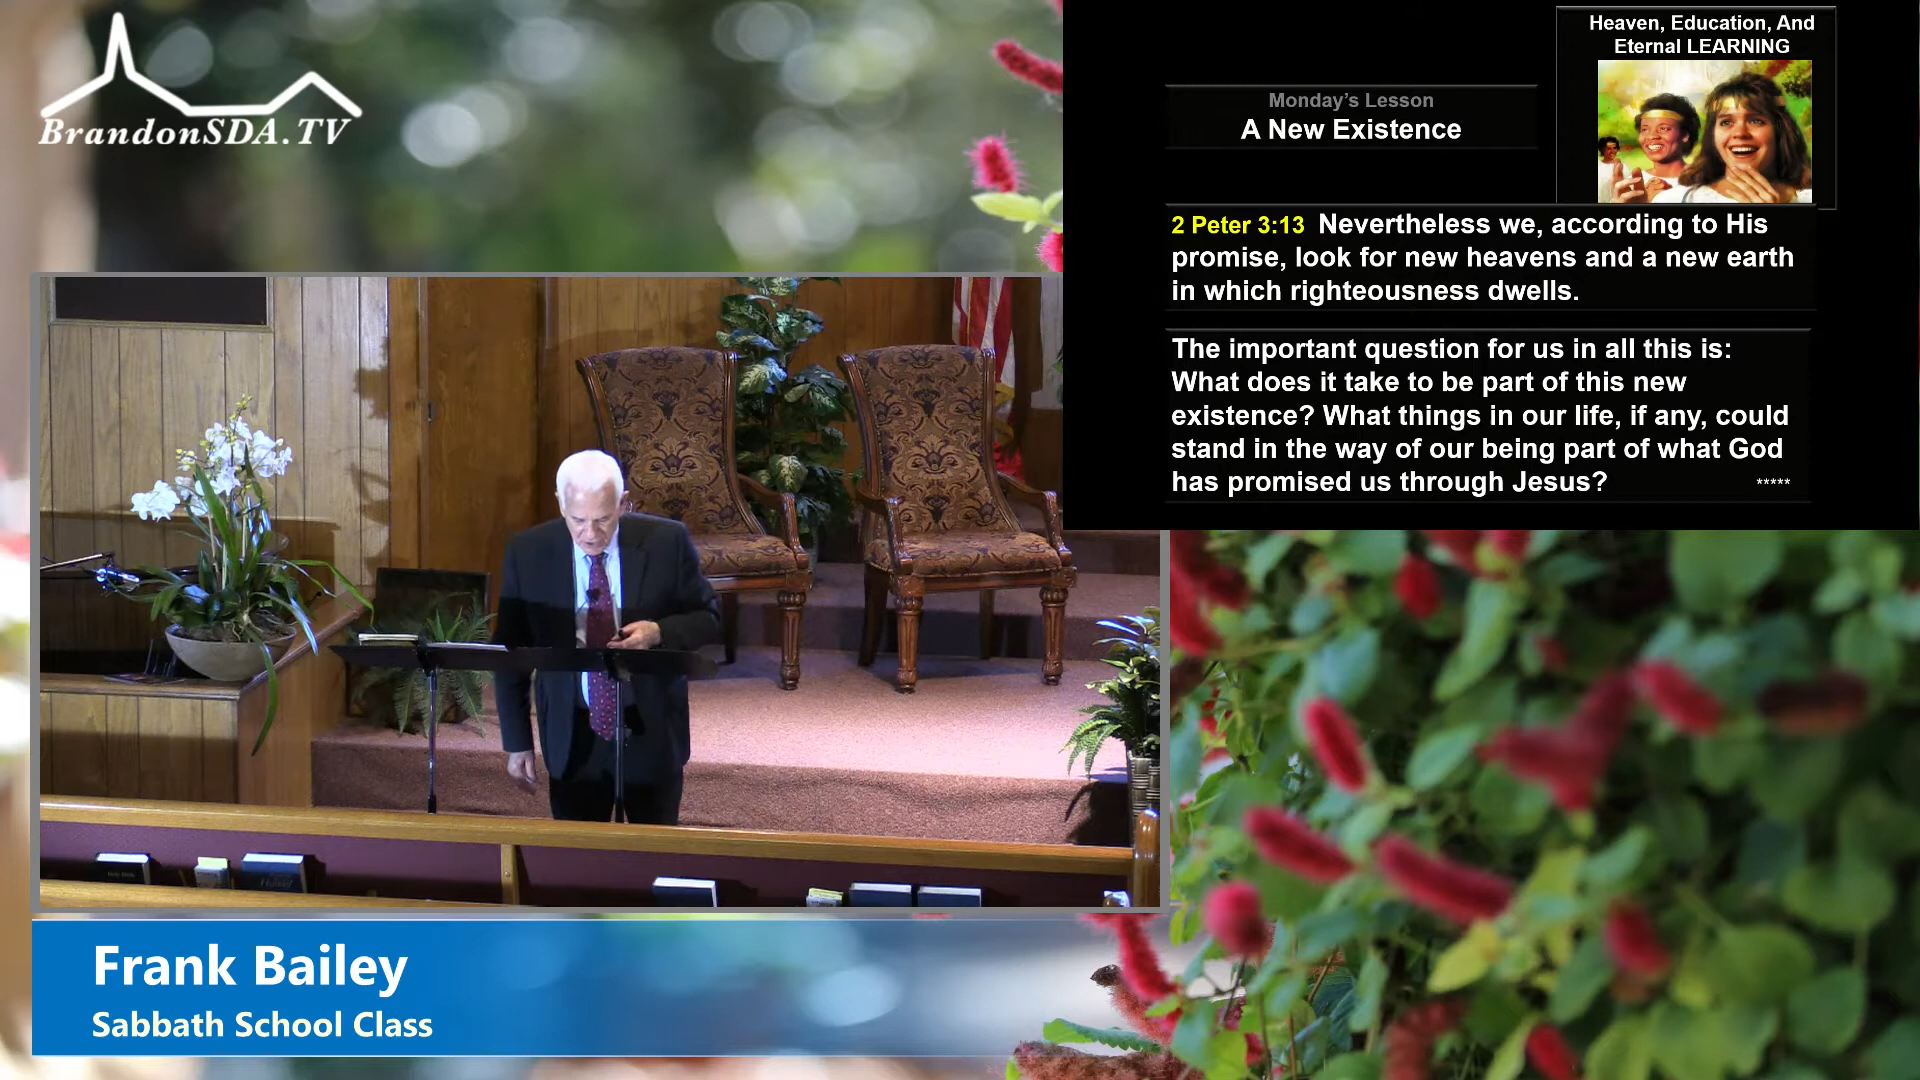 BrandonSDA.TV
Heaven, Education, And
Eternal LEARNING
Monday's Lesson
A New Existence
2 Peter 3:13 Nevertheless we, according to His
promise, look for new heavens and a new earth
in which righteousness dwells.
The important question for us in all this is:
What does it take to be part of this new
existence? What things in our life, if any, could
stand in the way of our being part of what God
has promised us through Jesus? *****
Frank Bailey
Sabbath School Class